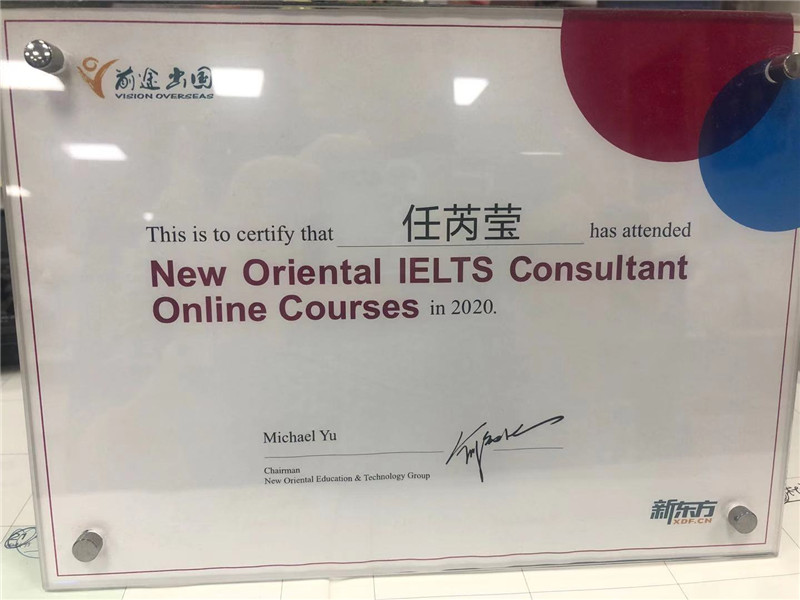 前途出国
VISION OVERSEAS
This is to certify that 任芮莹 has attended
New Oriental IELTS Consultant
Online Courses in 2020.
Michael Yu
Chairman
New Oriental Education & Technology Group
新东方
XDF.CN